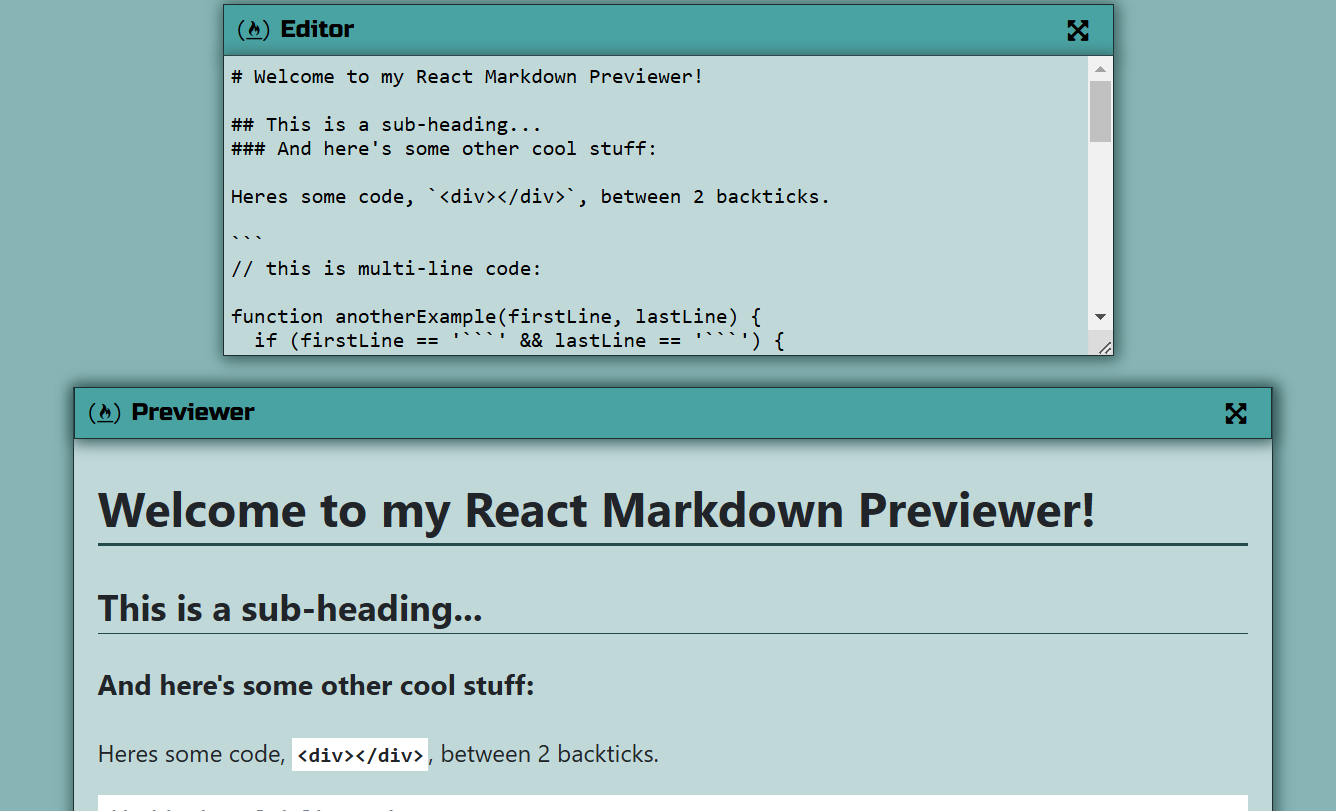 Editor
# Welcome to my React Markdown Previewer!
## This is a sub-heading...
### And here's some other cool stuff:
Heres some code, `<div></div>`, between 2 backticks.
```
// this is multi-line code:
function anotherExample(firstLine, lastLine) {
  if (firstLine == '```' && lastLine == '```') {
Previewer
Welcome to my React Markdown Previewer!
This is a sub-heading...
And here's some other cool stuff:
Heres some code, <div></div>, between 2 backticks.